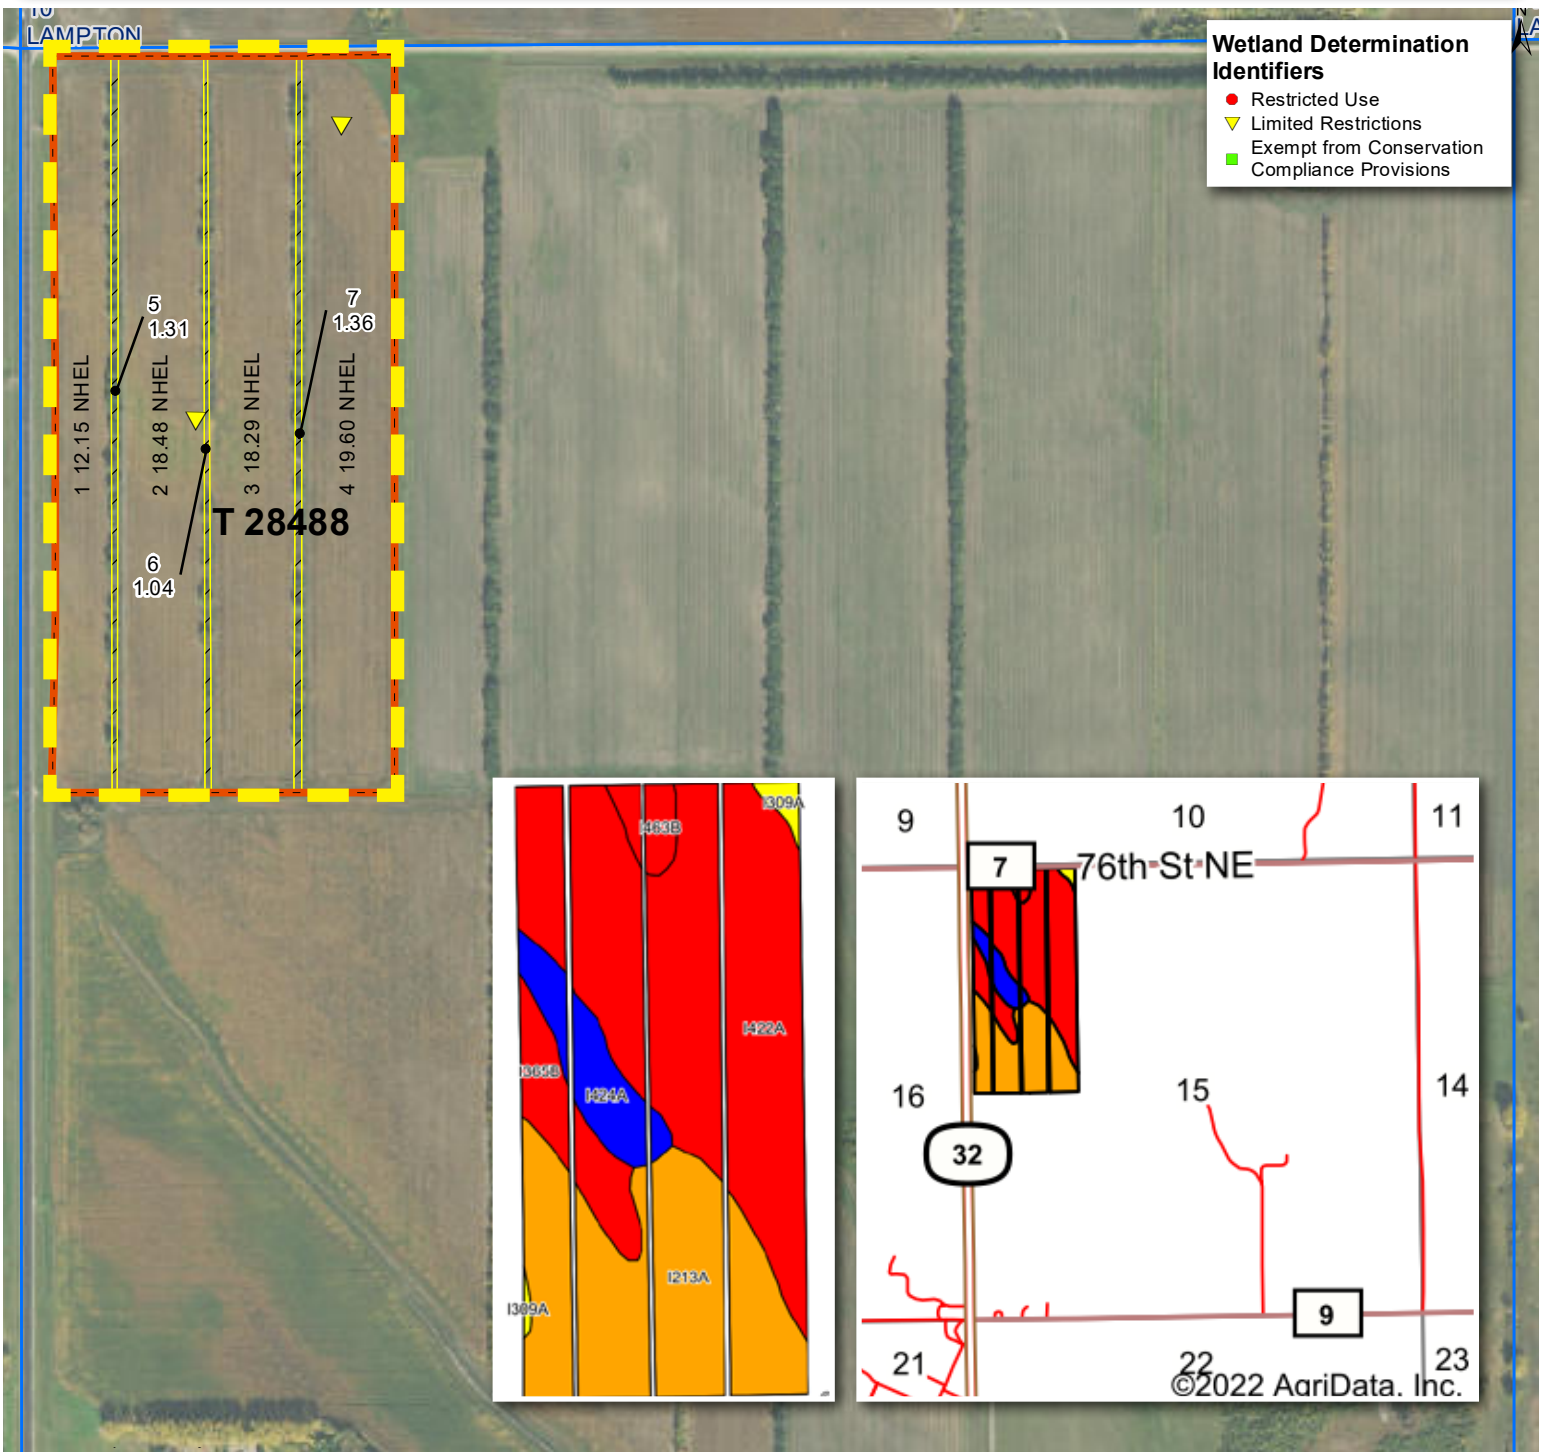 10
LAMPTON
N
LA
Wetland Determination
Identifiers
Restricted Use
Limited Restrictions
Exempt from Conservation
Compliance Provisions
5
1.31
7
1.36
1 12.15 NHEL
2 18.48 NHEL
3 18.29 NHEL
4 19.60 NHEL
T 28488
6
1.04
I309A
I463B
I422A
I365B
I424A
I213A
I309A
9
10
11
7
76th St NE
16
15
14
32
9
21
22
23
©2022 AgriData, Inc.